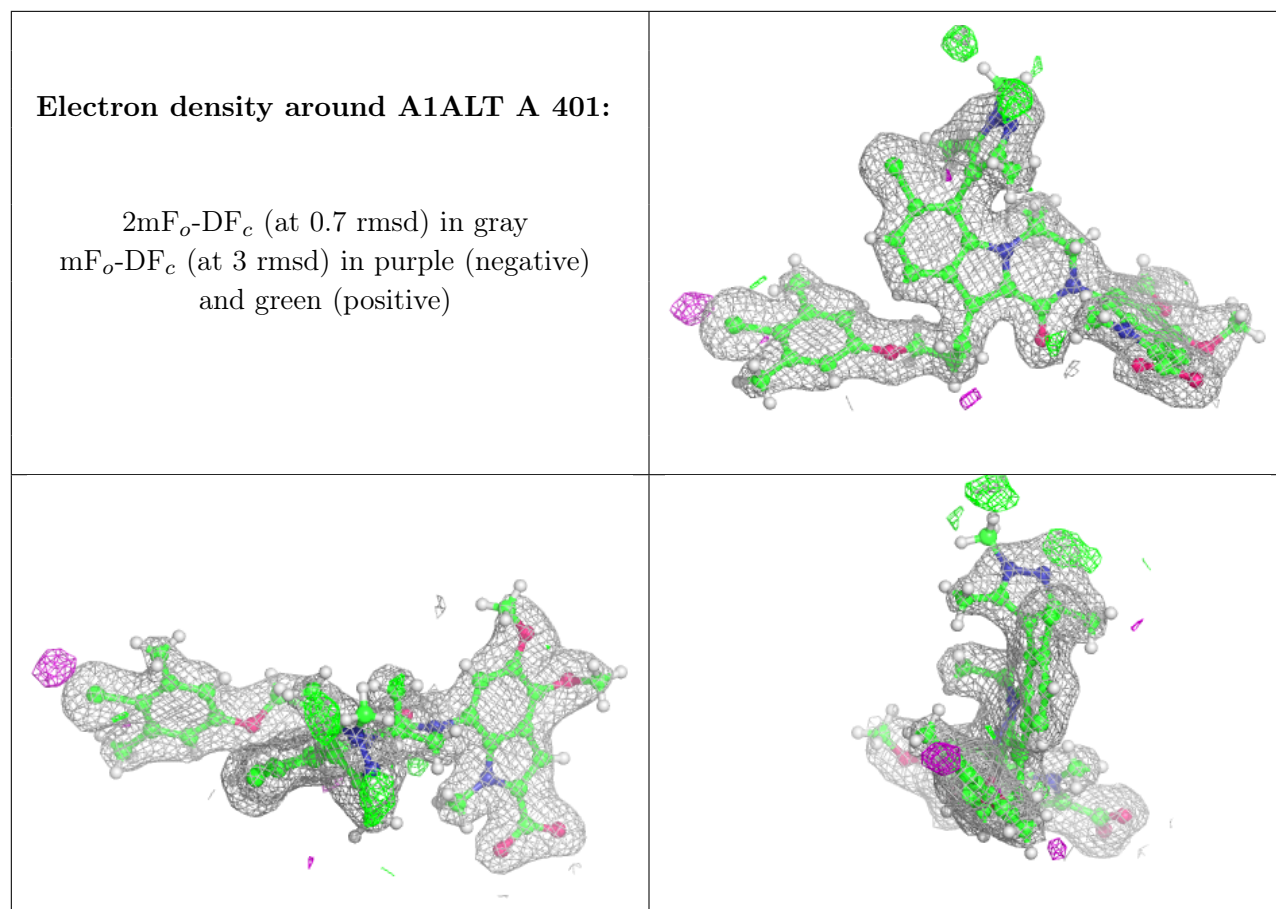 Electron density around A1ALT A 401:
2mFo-DFc (at 0.7 rmsd) in gray
mFo-DFc (at 3 rmsd) in purple (negative)
and green (positive)